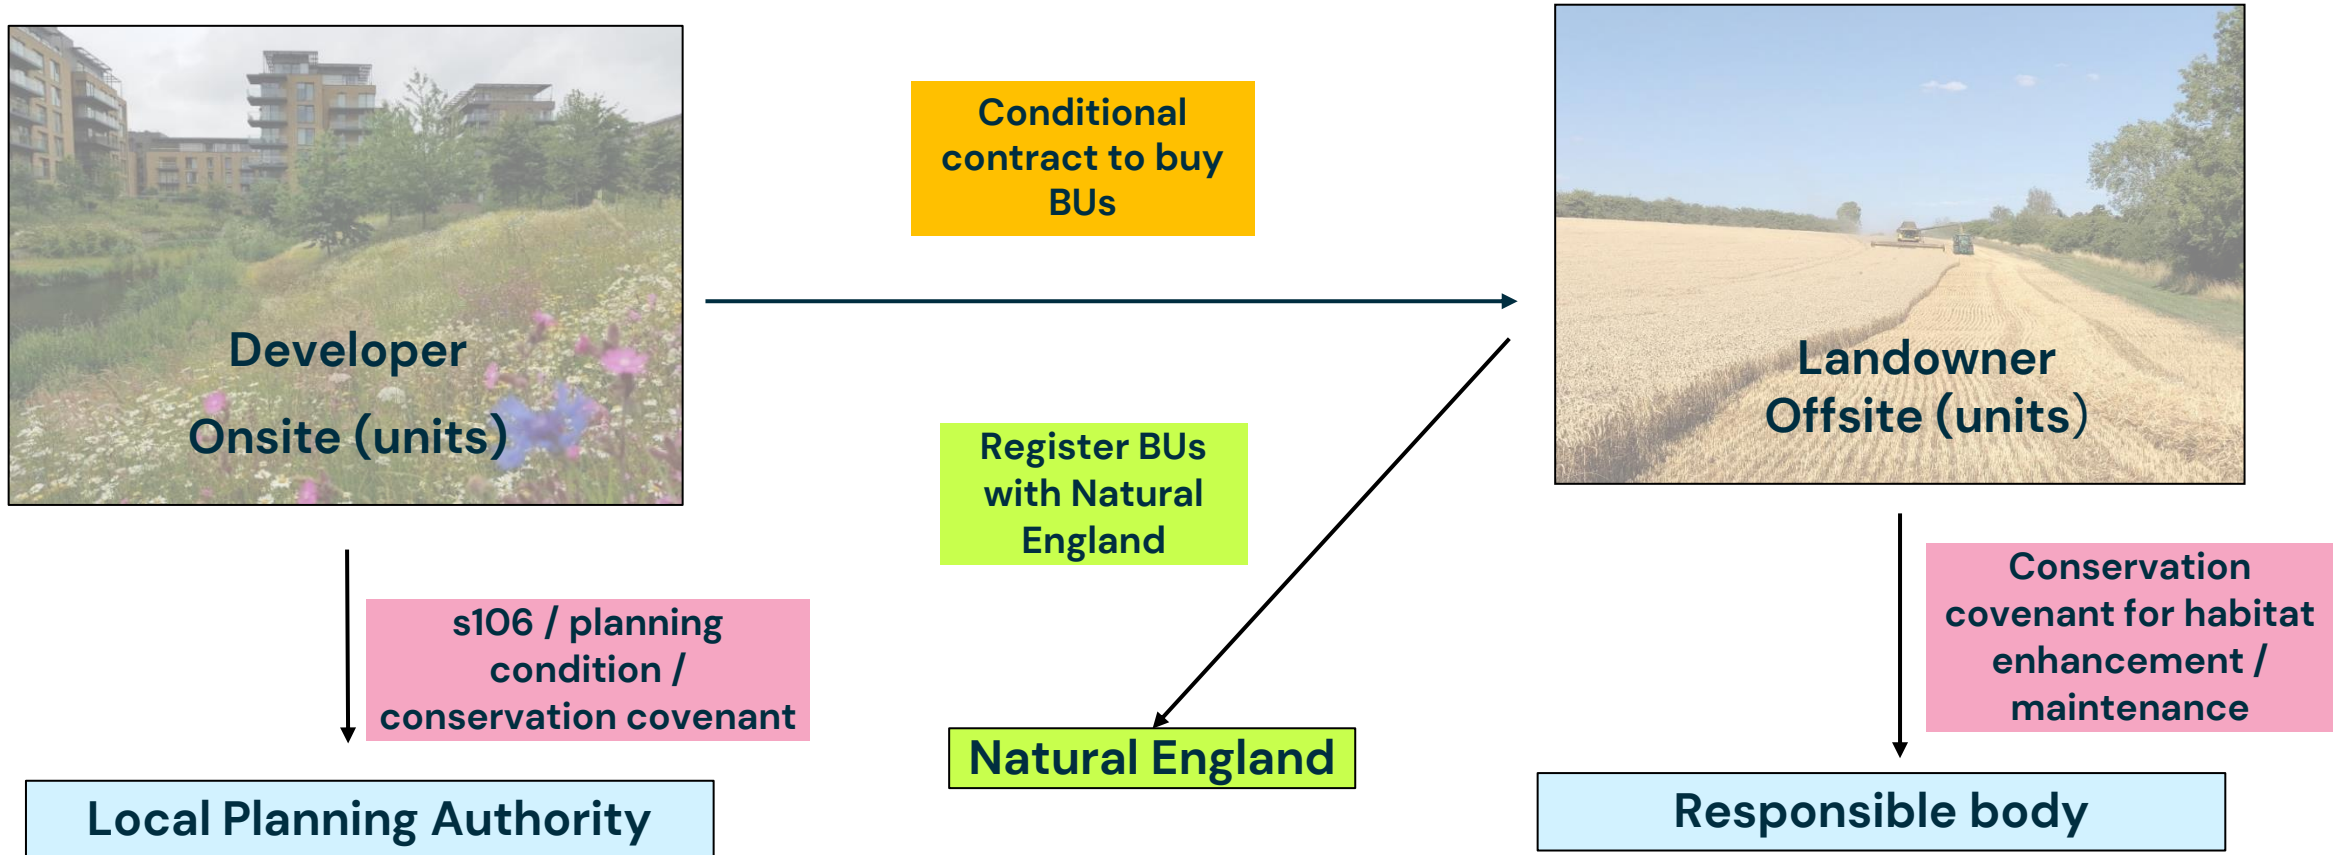 Developer
Onsite (units)
Conditional
contract to buy
BUs
Landowner
Offsite (units)
Register BUs
with Natural
England
s106 / planning
condition /
conservation covenant
Conservation
covenant for habitat
enhancement /
maintenance
Local Planning Authority
Natural England
Responsible body